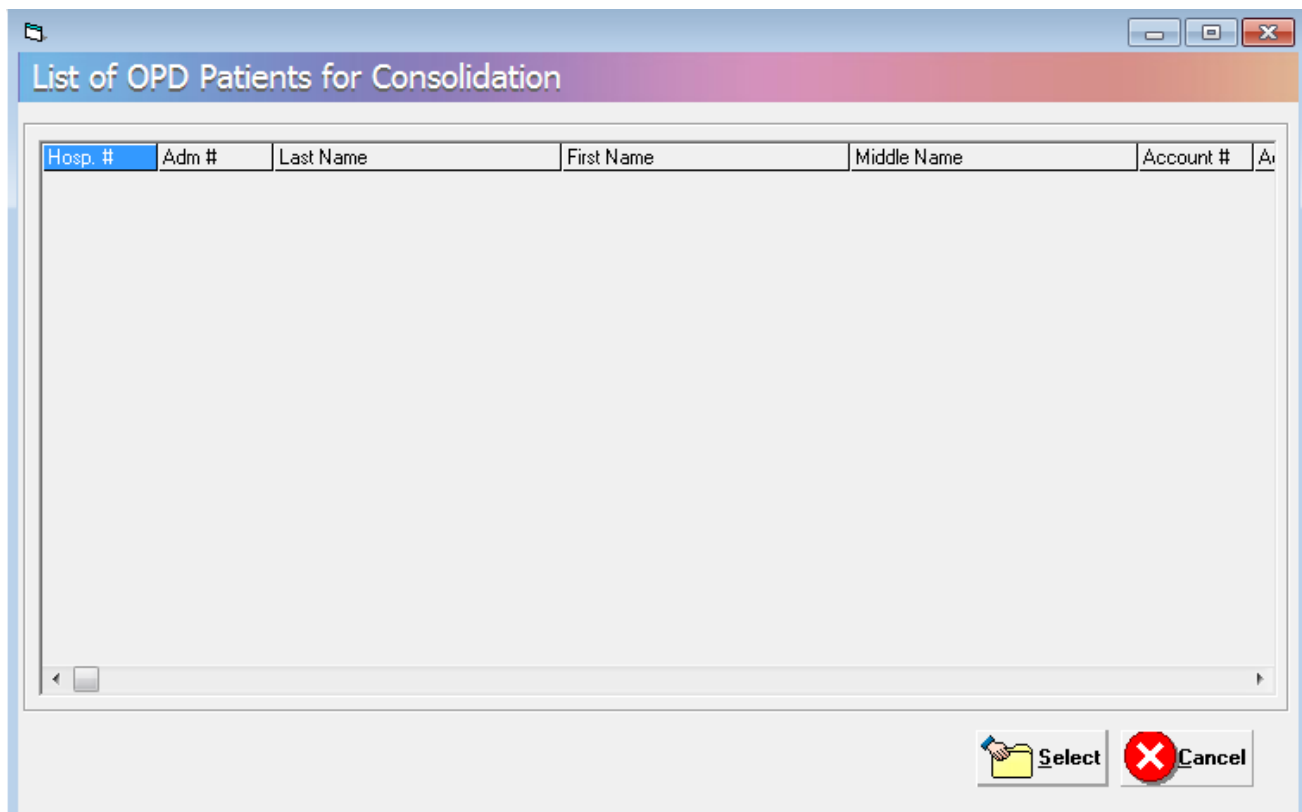 List of OPD Patients for Consolidation
Hosp. # Adm # Last Name First Name Middle Name Account #
Select Cancel